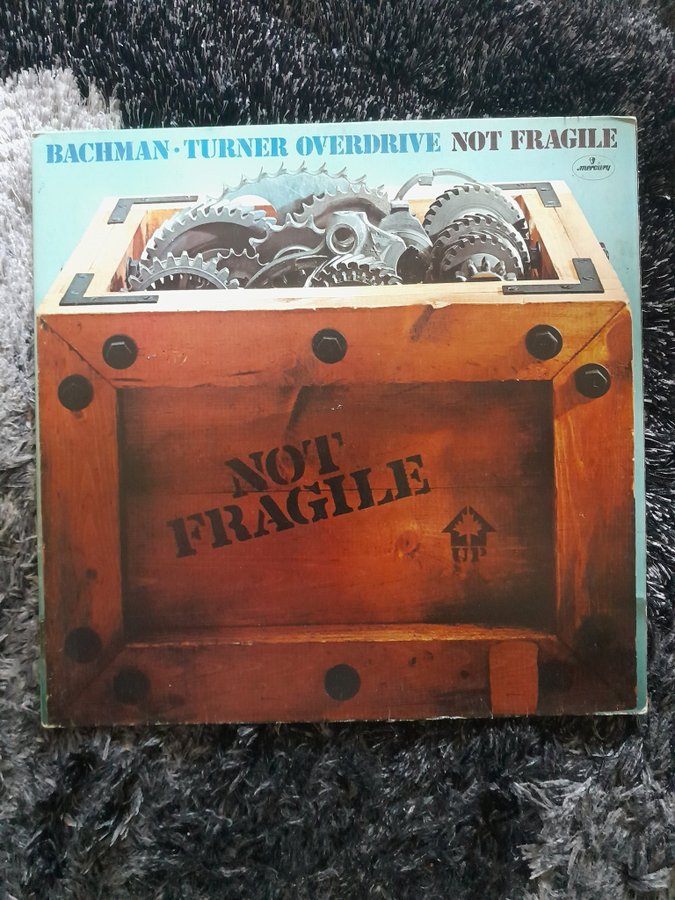 BACHMAN · TURNER OVERDRIVE NOT FRAGILE
mercury
NOT
FRAGILE
UP